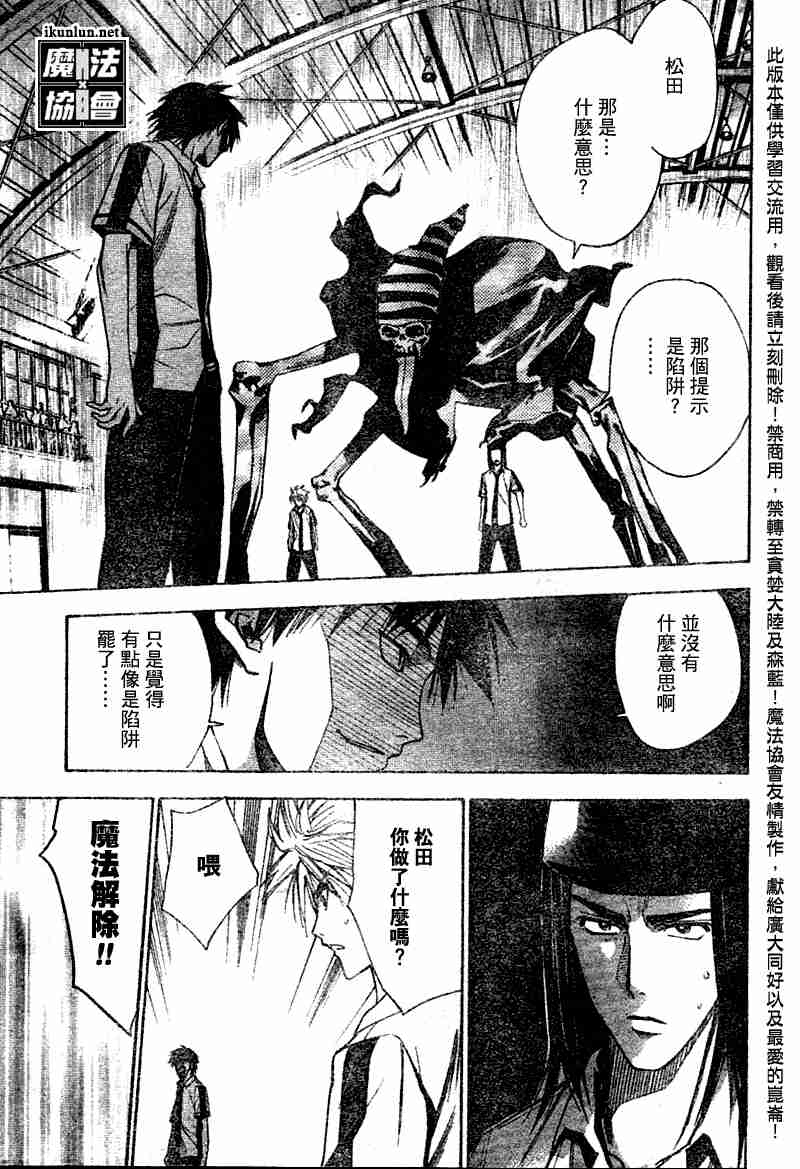 ikunlun.net
魔法
協會
松田
那是…
什麼意思？
那個提示
是陷阱？
……
並沒有
什麼意思啊
只是覺得
有點像是陷阱
罷了……
松田
你做了什麼嗎？
喂
魔法解除!!
此版本僅供學習交流用，觀看後請立刻刪除！禁商用，禁轉至貪婪大陸及森藍！魔法協會友情製作，獻給廣大同好以及最愛的崑崙！